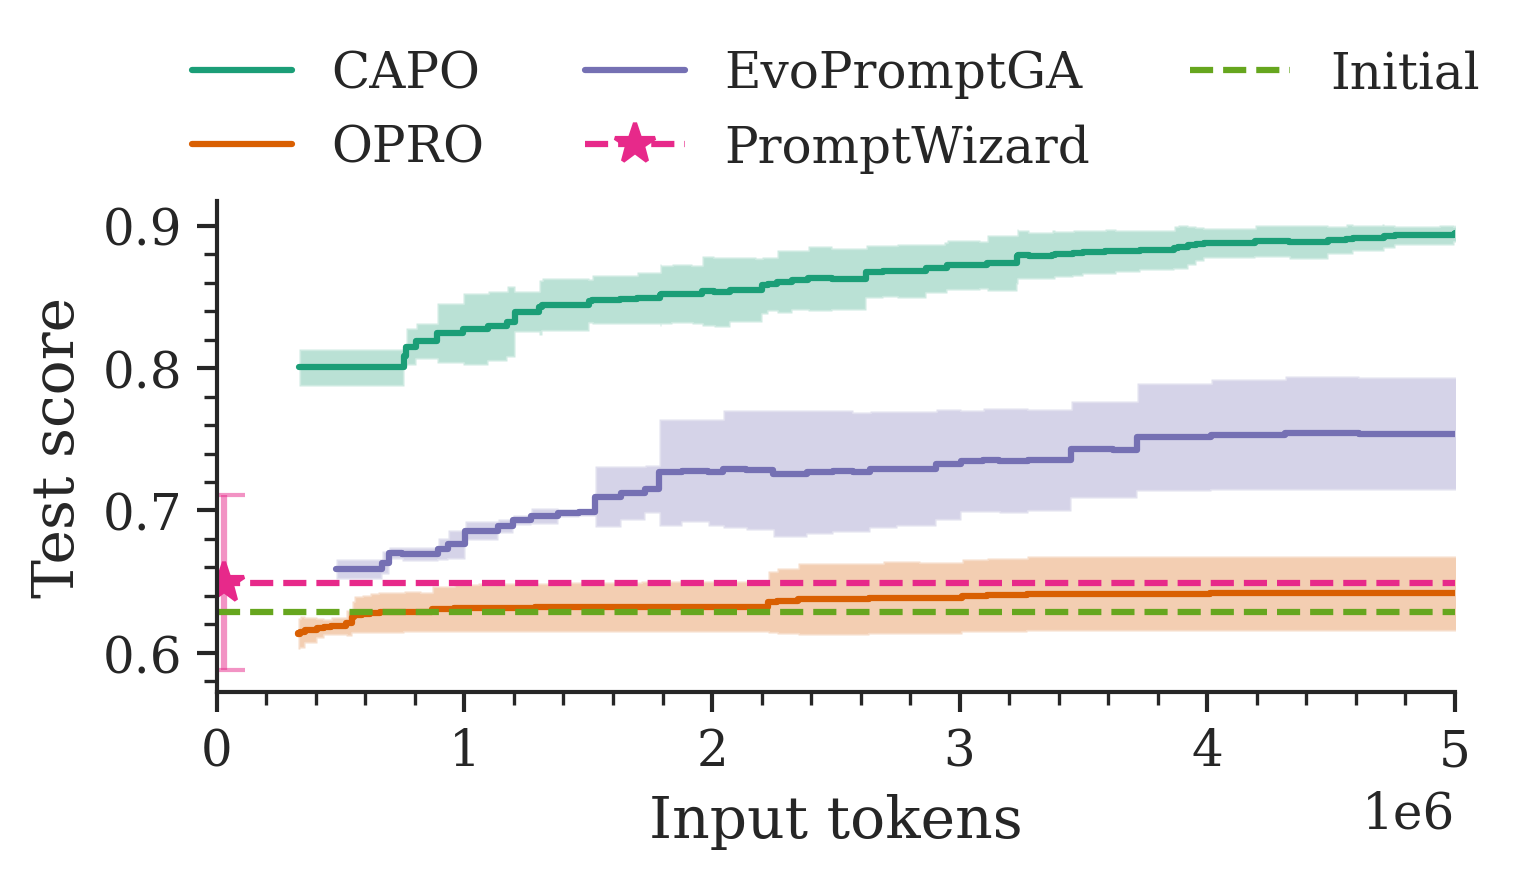 CAPO EvoPromptGA Initial
OPRO PromptWizard
0.9
0.8
0.7
0.6
Test score
0 1 2 3 4 5
Input tokens
1e6